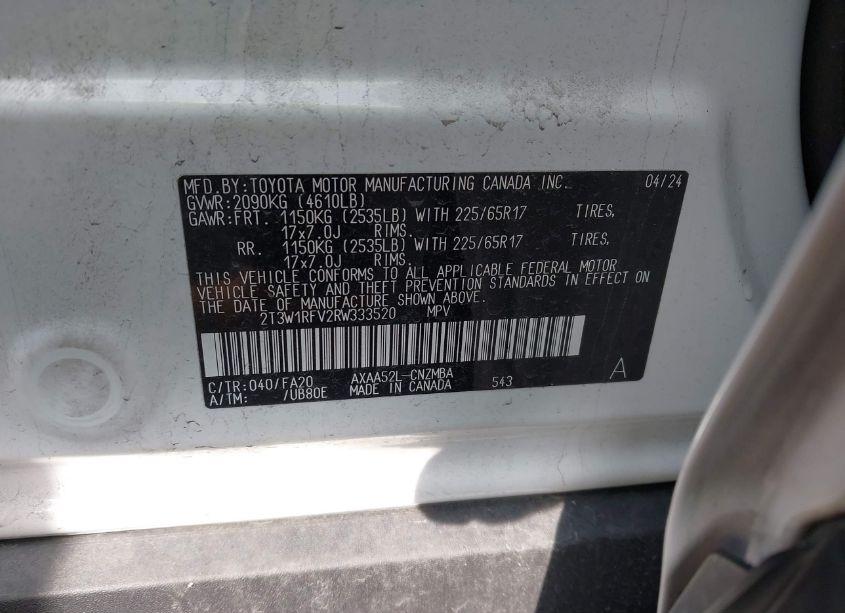 MFD.BY:TOYOTA MOTOR MANUFACTURING CANADA INC. 04/24
GVWR:2090KG (4610LB)
GAWR:FRT. 1150KG (2535LB) WITH 225/65R17 TIRES,
17x7.0J RIMS.
RR. 1150KG (2535LB) WITH 225/65R17 TIRES,
17x7.0J RIMS.
THIS VEHICLE CONFORMS TO ALL APPLICABLE FEDERAL MOTOR
VEHICLE SAFETY AND THEFT PREVENTION STANDARDS IN EFFECT ON
THE DATE OF MANUFACTURE SHOWN ABOVE.
2T3W1RFV2RW333520 MPV
C/TR:040/FA20 AXAA52L-CNZMBA 543 A
A/TM: /UB80E MADE IN CANADA